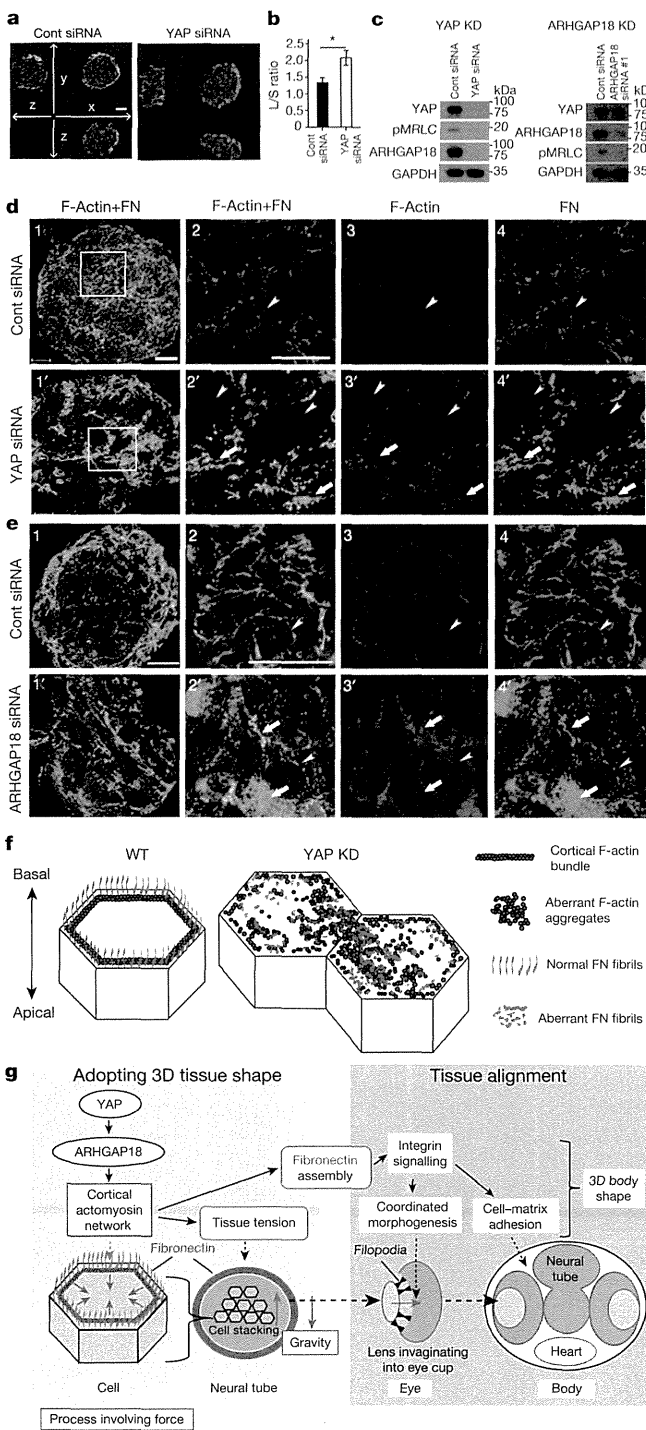 a
Cont siRNA
YAP siRNA
z
y
x
z
b
L/S ratio
2.5
2.0
1.5
1.0
0.5
0
*
Cont siRNA
YAP siRNA
c
YAP KD
Cont siRNA
YAP siRNA
kDa
YAP
100
75
pMRLC
20
ARHGAP18
100
75
GAPDH
35
ARHGAP18 KD
Cont siRNA
ARHGAP18 siRNA #1
kDa
YAP
100
75
ARHGAP18
100
75
pMRLC
20
GAPDH
35
d
F-Actin+FN
F-Actin+FN
F-Actin
FN
Cont siRNA
1
2
3
4
YAP siRNA
1′
2′
3′
4′
e
Cont siRNA
1
2
3
4
ARHGAP18 siRNA
1′
2′
3′
4′
f
WT
YAP KD
Basal
Apical
Cortical F-actin
bundle
Aberrant F-actin
aggregates
Normal FN fibrils
Aberrant FN fibrils
g
Adopting 3D tissue shape
Tissue alignment
YAP
ARHGAP18
Cortical
actomyosin
network
Fibronectin
assembly
Integrin
signalling
Tissue tension
Coordinated
morphogenesis
Cell–matrix
adhesion
3D body
shape
Fibronectin
Filopodia
Cell stacking
Gravity
Neural
tube
Heart
Lens invaginating
into eye cup
Cell
Neural tube
Eye
Body
Process involving force